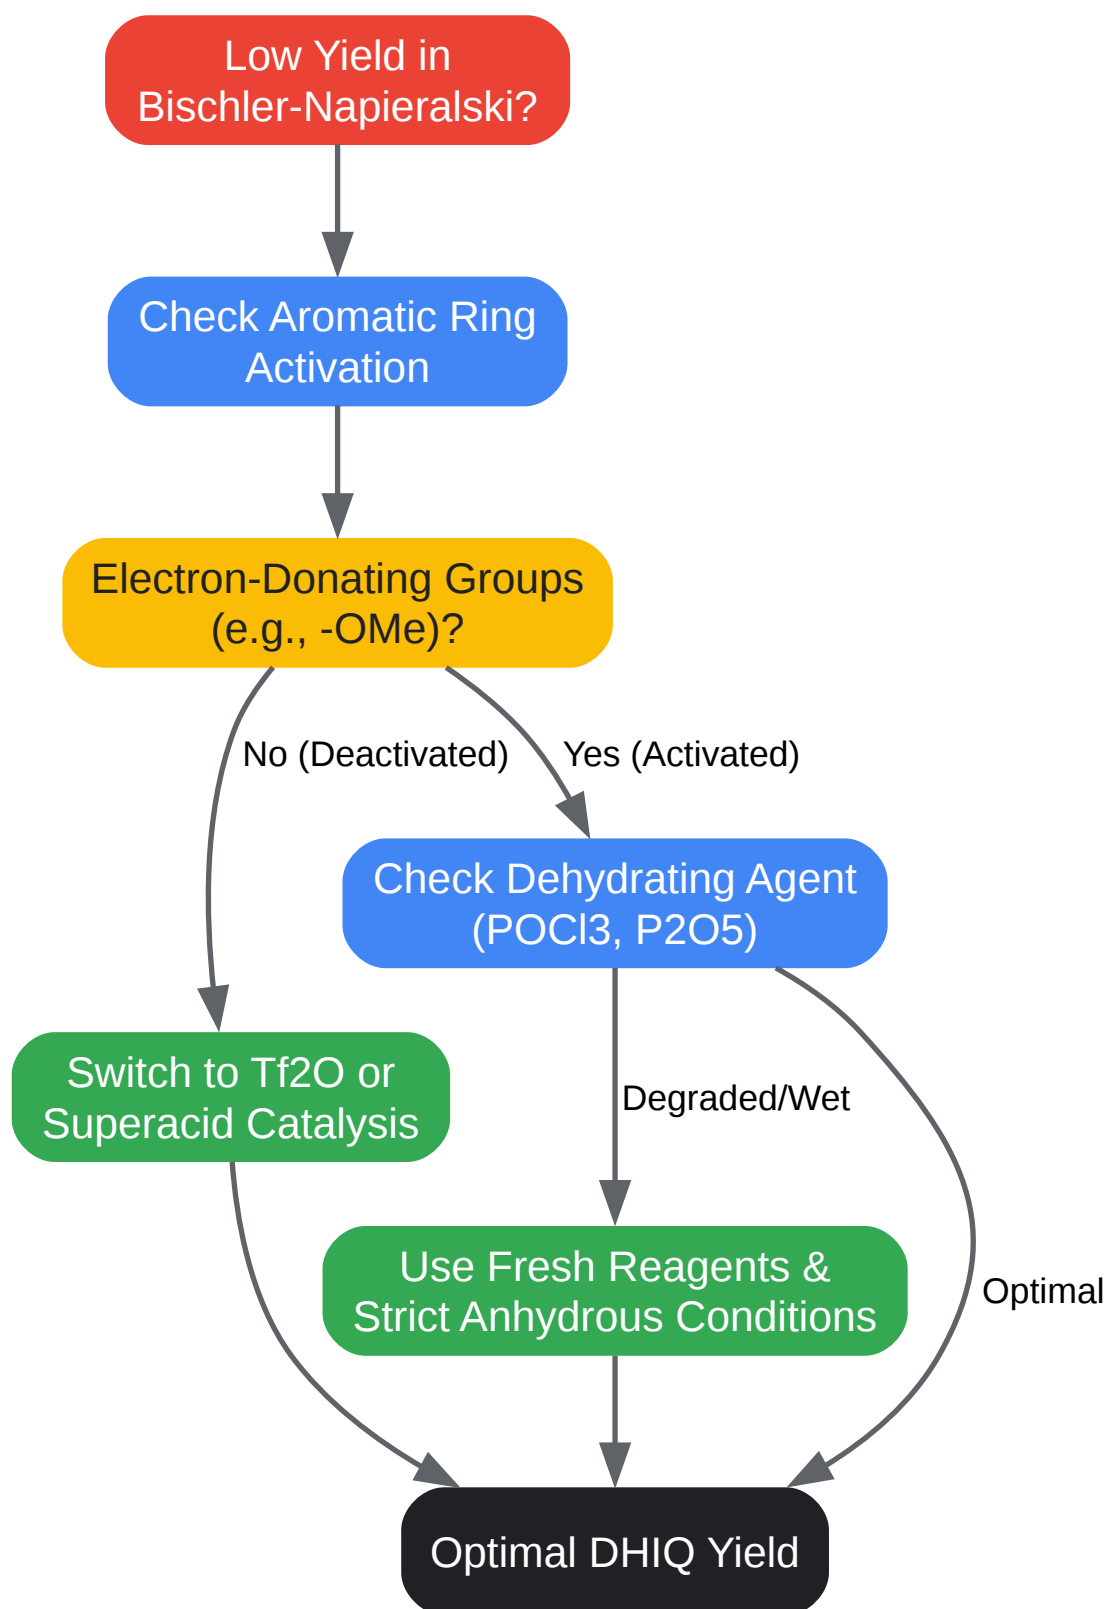 Low Yield in
Bischler-Napieralski?
Check Aromatic Ring
Activation
Electron-Donating Groups
(e.g., -OMe)?
No (Deactivated)
Yes (Activated)
Check Dehydrating Agent
(POCl3, P2O5)
Switch to Tf2O or
Superacid Catalysis
Degraded/Wet
Use Fresh Reagents &
Strict Anhydrous Conditions
Optimal
Optimal DHIQ Yield